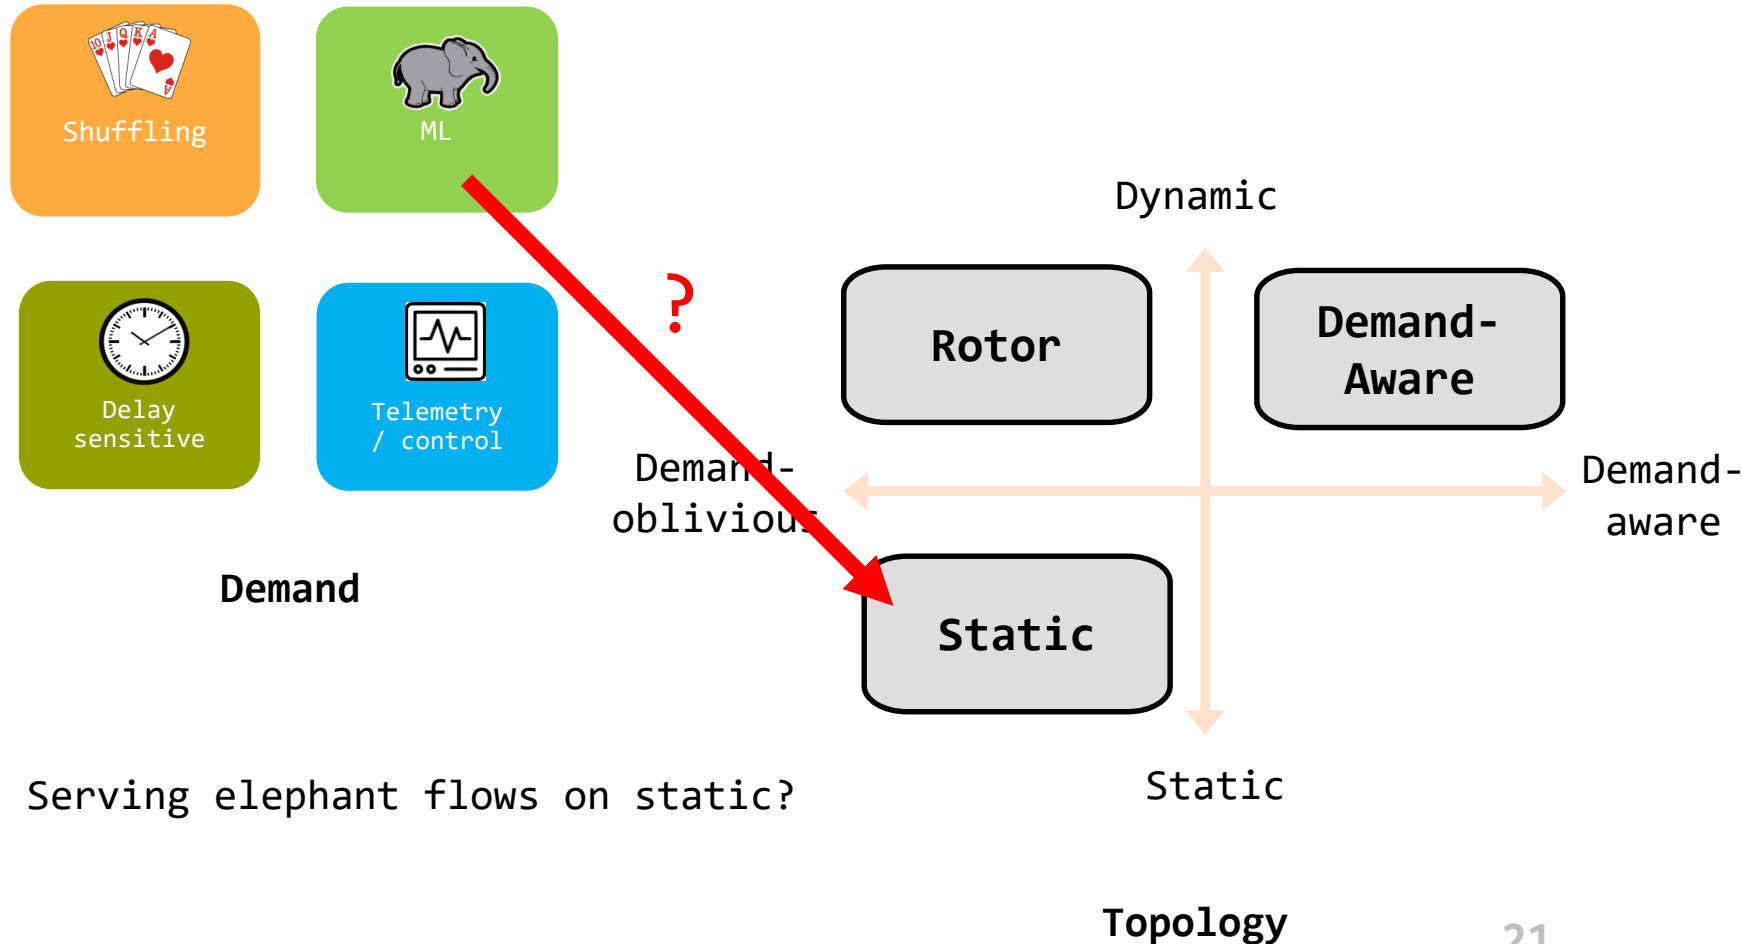 10 J Q K A
A
Shuffling
ML
Delay
sensitive
Telemetry
/ control
Demand
?
Dynamic
Rotor
Demand-
Aware
Demand-
oblivious
Demand-
aware
Static
Static
Serving elephant flows on static?
Topology
21